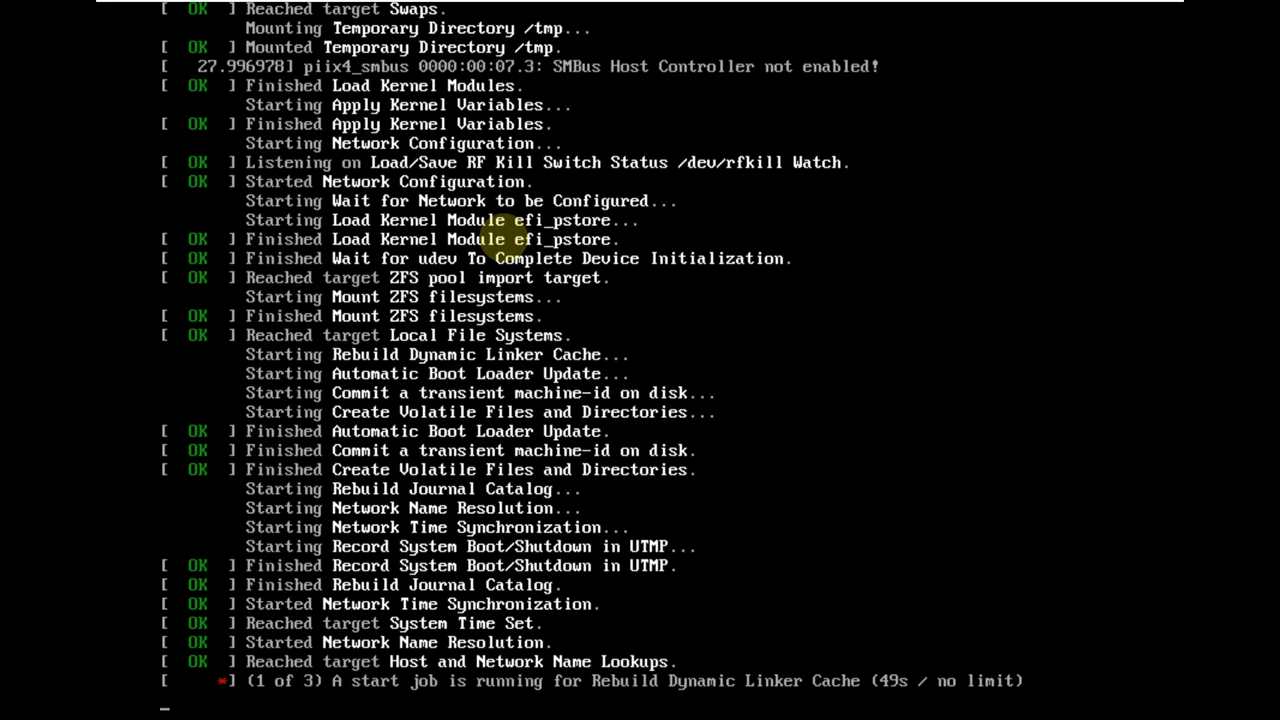 [  OK  ] Reached target Swaps.
Mounting Temporary Directory /tmp...
[  OK  ] Mounted Temporary Directory /tmp.
[   27.996978] piix4_smbus 0000:00:07.3: SMBus Host Controller not enabled!
[  OK  ] Finished Load Kernel Modules.
Starting Apply Kernel Variables...
[  OK  ] Finished Apply Kernel Variables.
Starting Network Configuration...
[  OK  ] Listening on Load/Save RF Kill Switch Status /dev/rfkill Watch.
[  OK  ] Started Network Configuration.
Starting Wait for Network to be Configured...
Starting Load Kernel Module efi_pstore...
[  OK  ] Finished Load Kernel Module efi_pstore.
[  OK  ] Finished Wait for udev To Complete Device Initialization.
[  OK  ] Reached target ZFS pool import target.
Starting Mount ZFS filesystems...
[  OK  ] Finished Mount ZFS filesystems.
[  OK  ] Reached target Local File Systems.
Starting Rebuild Dynamic Linker Cache...
Starting Automatic Boot Loader Update...
Starting Commit a transient machine-id on disk...
Starting Create Volatile Files and Directories...
[  OK  ] Finished Automatic Boot Loader Update.
[  OK  ] Finished Commit a transient machine-id on disk.
[  OK  ] Finished Create Volatile Files and Directories.
Starting Rebuild Journal Catalog...
Starting Network Name Resolution...
Starting Network Time Synchronization...
Starting Record System Boot/Shutdown in UTMP...
[  OK  ] Finished Record System Boot/Shutdown in UTMP.
[  OK  ] Finished Rebuild Journal Catalog.
[  OK  ] Started Network Time Synchronization.
[  OK  ] Reached target System Time Set.
[  OK  ] Started Network Name Resolution.
[  OK  ] Reached target Host and Network Name Lookups.
[     *] (1 of 3) A start job is running for Rebuild Dynamic Linker Cache (49s / no limit)